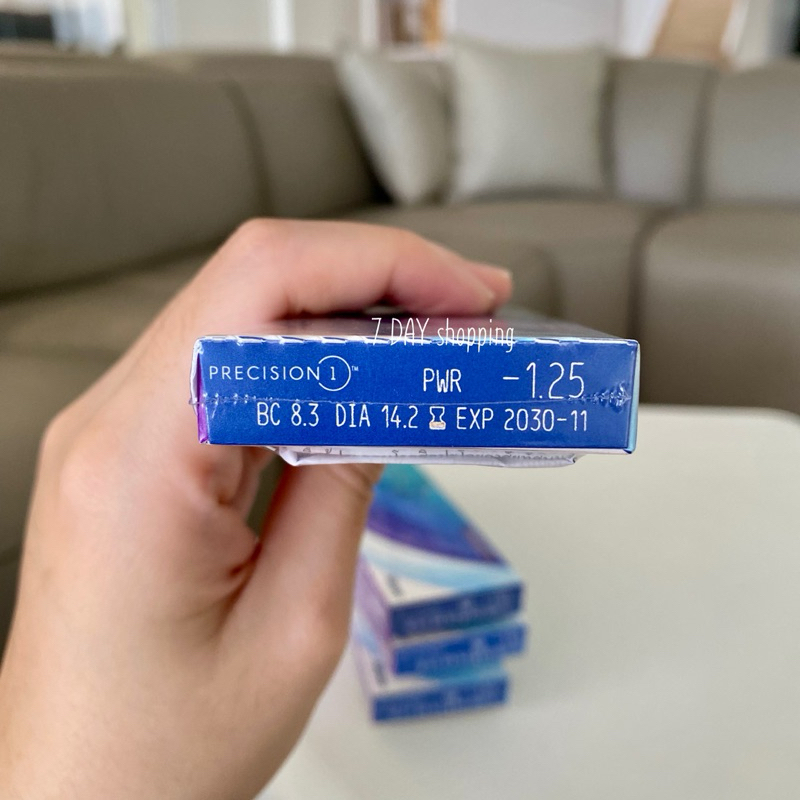 7 DAY shopping
PRECISION 1™ PWR -1.25
BC 8.3 DIA 14.2 EXP 2030-11